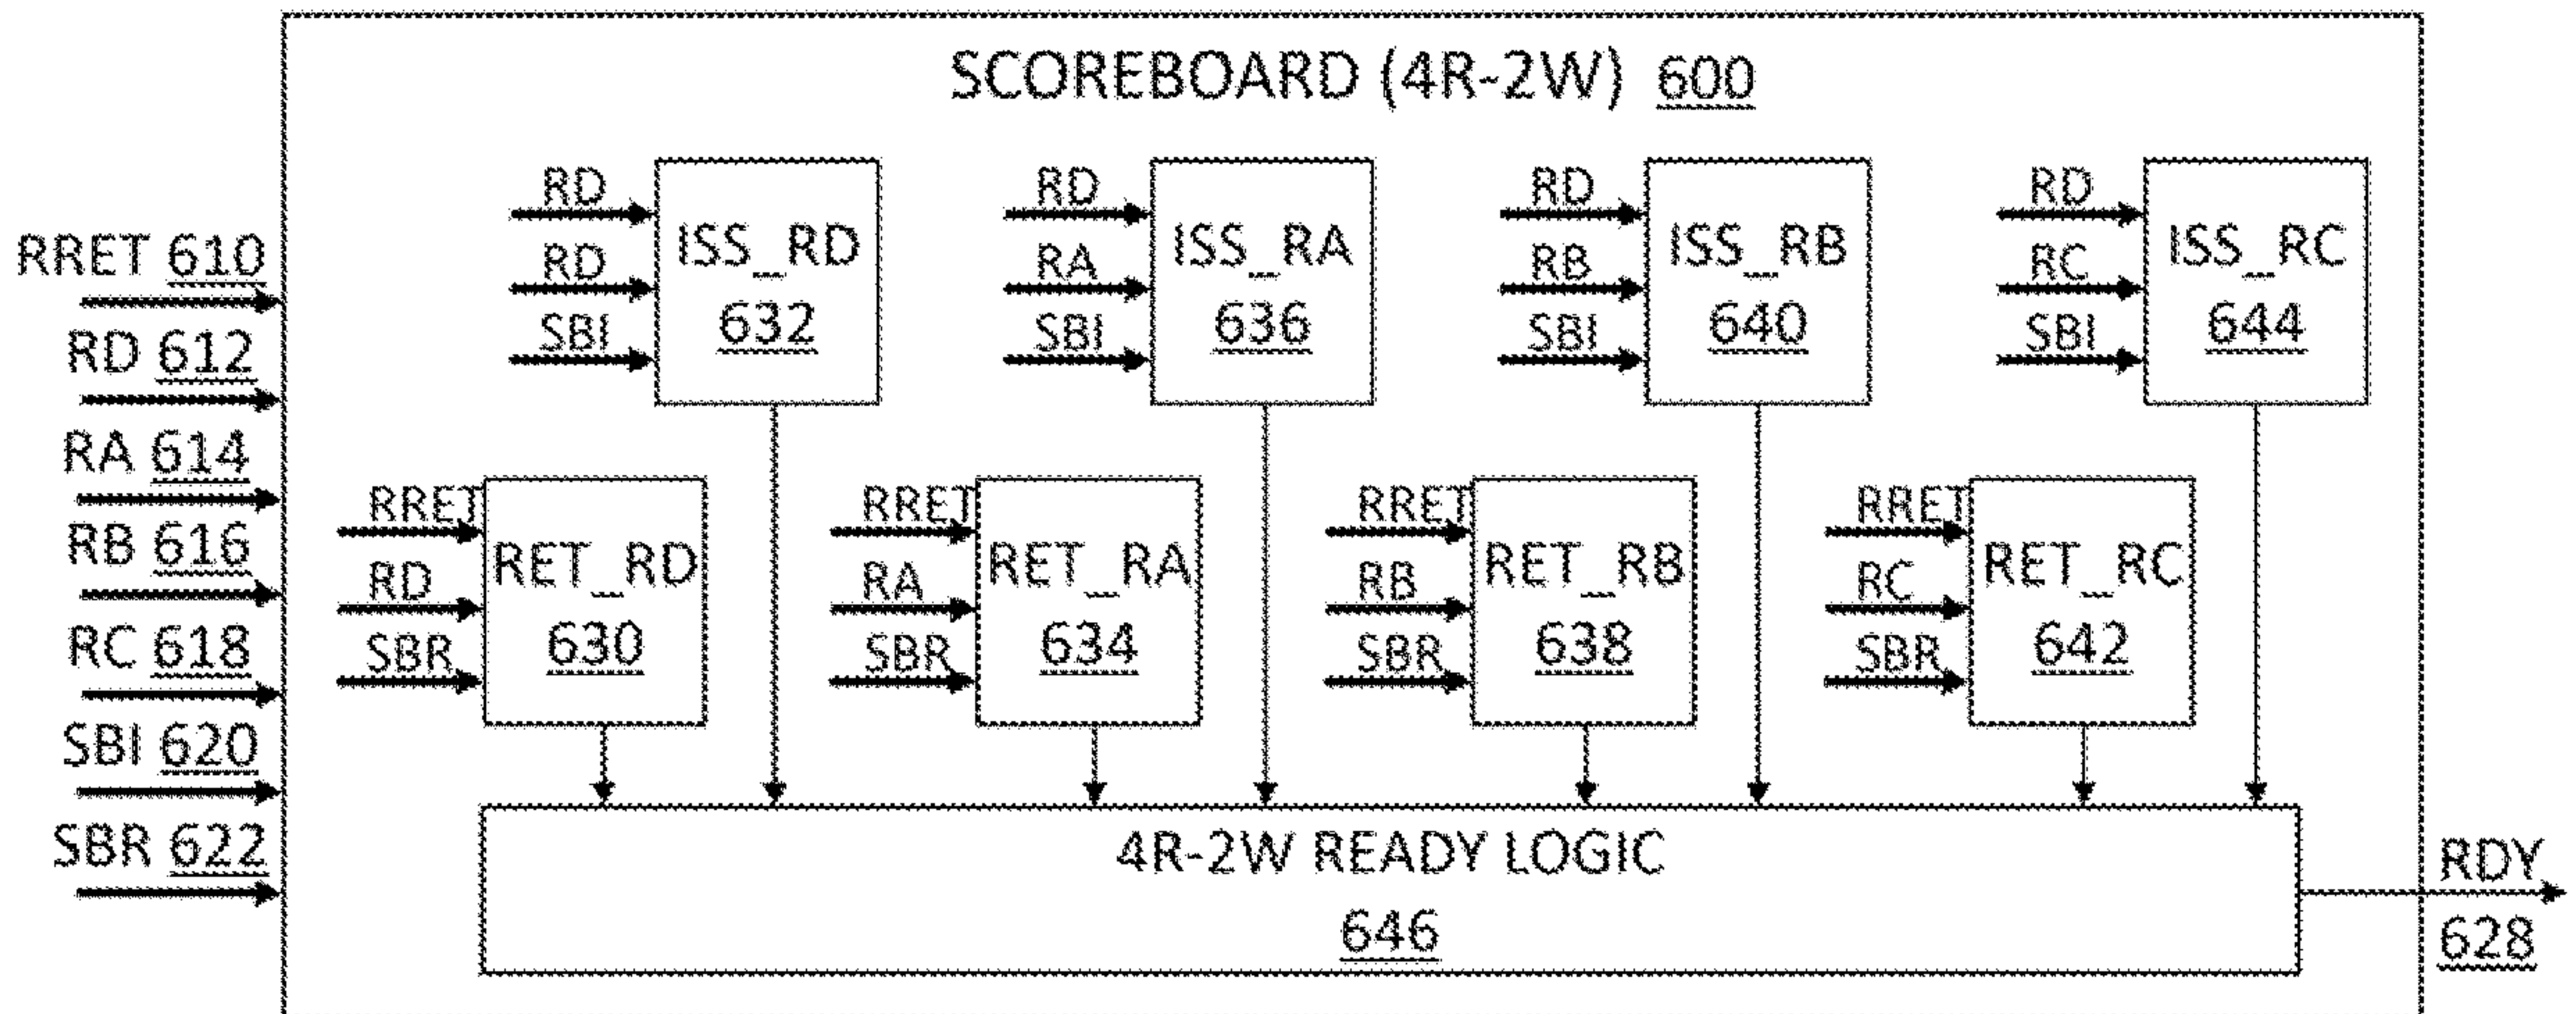 SCOREBOARD (4R-2W) 600
RRET 610
RD 612
RA 614
RB 616
RC 618
SBI 620
SBR 622
RD
RD
SBI
ISS_RD
632
RD
RA
SBI
ISS_RA
636
RD
RB
SBI
ISS_RB
640
RD
RC
SBI
ISS_RC
644
RRET
RD
SBR
RET_RD
630
RRET
RA
SBR
RET_RA
634
RRET
RB
SBR
RET_RB
638
RRET
RC
SBR
RET_RC
642
4R-2W READY LOGIC
646
RDY
628